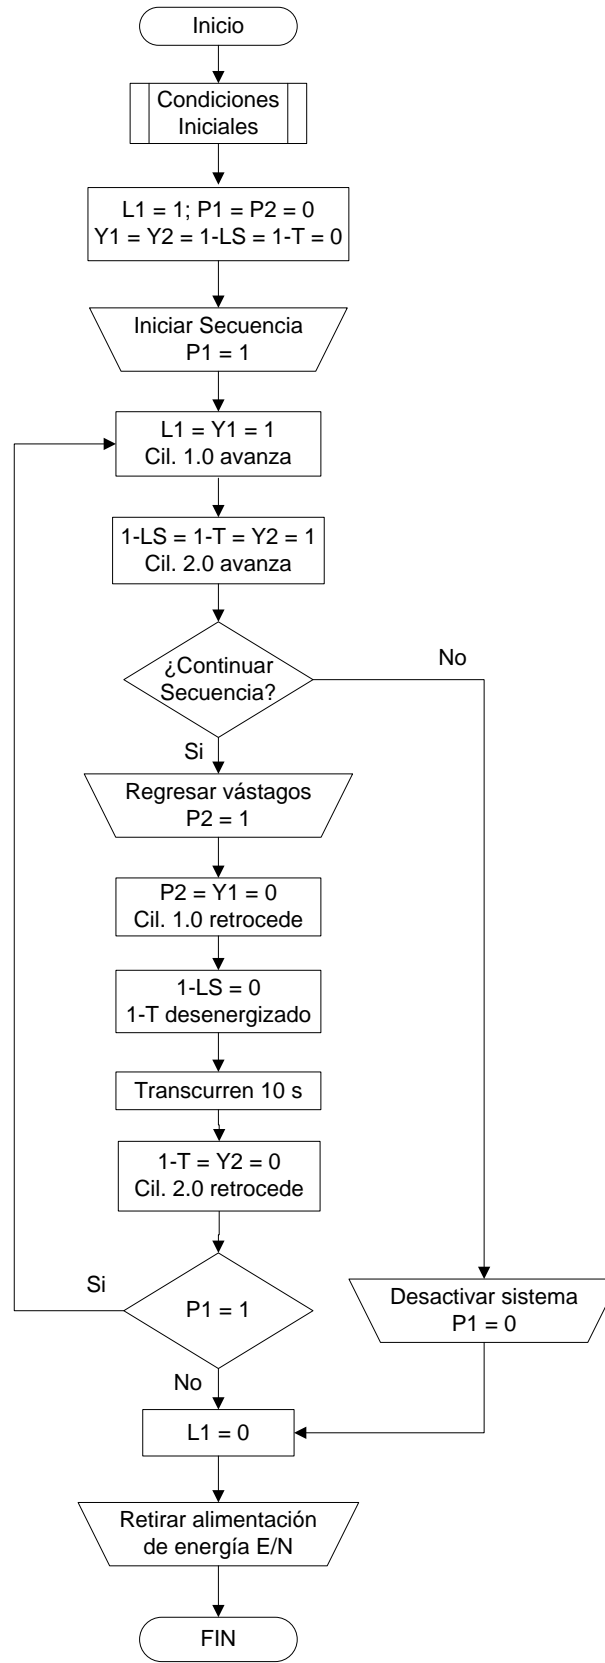 Inicio
Condiciones
Iniciales
L1 = 1; P1 = P2 = 0
Y1 = Y2 = 1-LS = 1-T = 0
Iniciar Secuencia
P1 = 1
L1 = Y1 = 1
Cil. 1.0 avanza
1-LS = 1-T = Y2 = 1
Cil. 2.0 avanza
¿Continuar
Secuencia?
No
Si
Regresar vástagos
P2 = 1
P2 = Y1 = 0
Cil. 1.0 retrocede
1-LS = 0
1-T desenergizado
Transcurren 10 s
1-T = Y2 = 0
Cil. 2.0 retrocede
Si
P1 = 1
Desactivar sistema
P1 = 0
No
L1 = 0
Retirar alimentación
de energía E/N
FIN